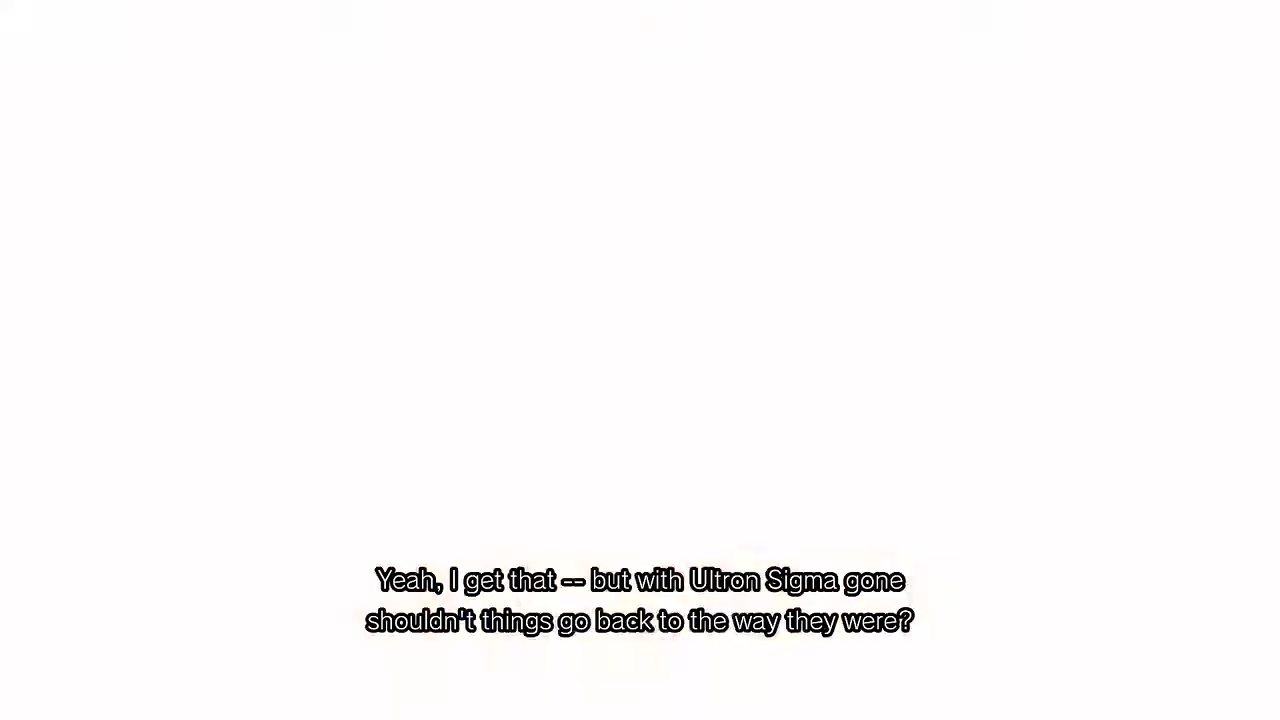 Yeah, I get that -- but with Ultron Sigma gone
shouldn't things go back to the way they were?